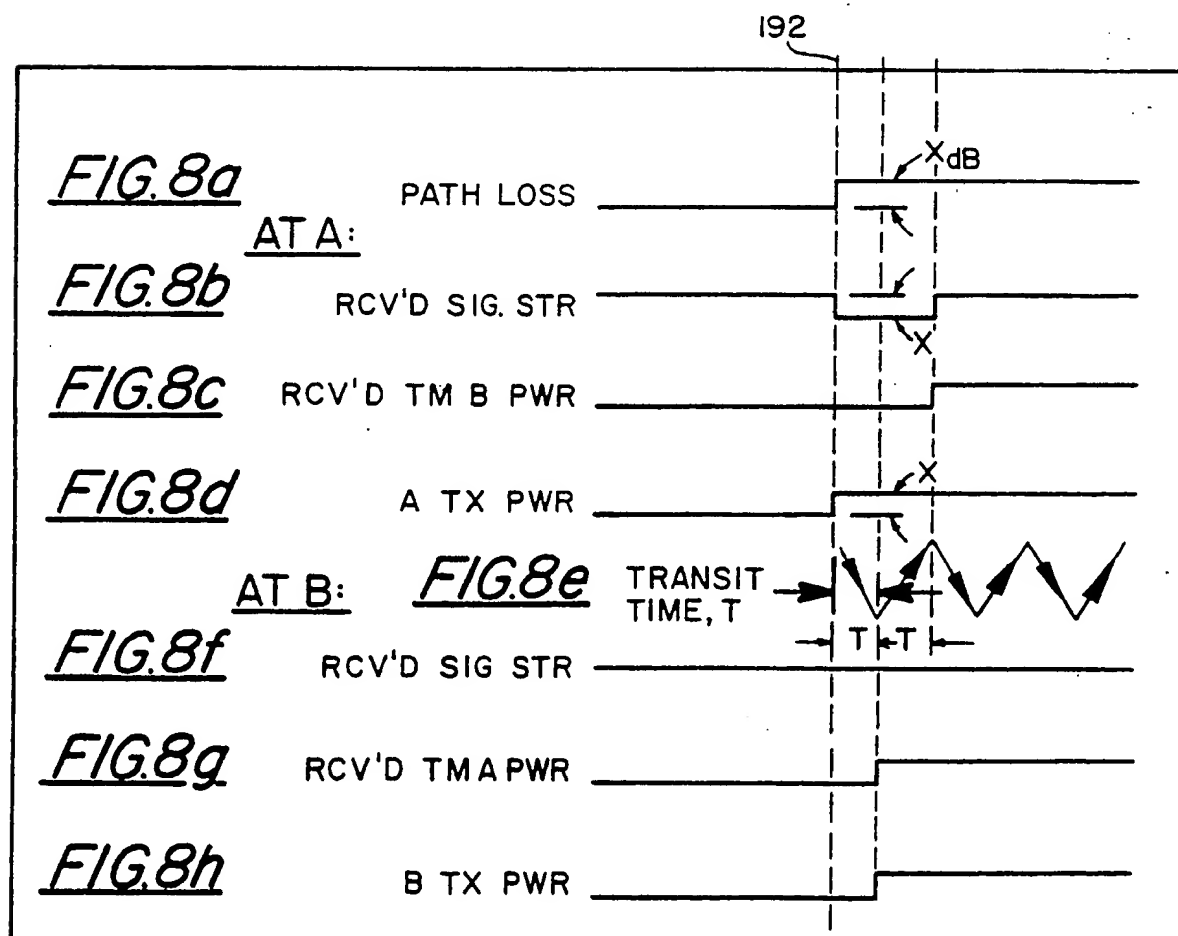 192
FIG.8a PATH LOSS XdB
AT A:
FIG.8b RCV'D SIG. STR X
FIG.8c RCV'D TM B PWR
FIG.8d A TX PWR X
AT B: FIG.8e TRANSIT
TIME, T
T T
FIG.8f RCV'D SIG STR
FIG.8g RCV'D TM A PWR
FIG.8h B TX PWR